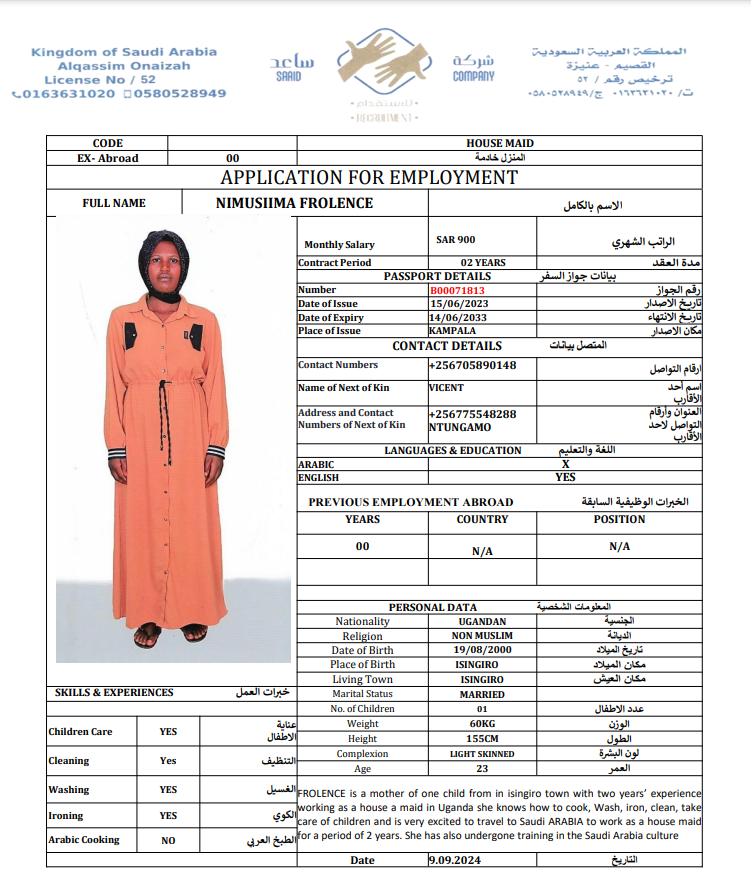 Kingdom of Saudi Arabia
Alqassim Onaizah
License No / 52
0163631020 0580528949
ساعد
SAAID
شركة
COMPANY
للاستقدام
RECRUITMENT
المملكة العربية السعودية
القصيم - عنيزة
ترخيص رقم / ٥٢
ت/ ٠١٦٣٦٣١٠٢٠ ج/ ٠٥٨٠٥٢٨٩٤٩
CODE HOUSE MAID
EX- Abroad 00 المنزل خادمة
APPLICATION FOR EMPLOYMENT
FULL NAME NIMUSIIMA FROLENCE الاسم بالكامل
Monthly Salary SAR 900 الراتب الشهري
Contract Period 02 YEARS مدة العقد
PASSPORT DETAILS بيانات جواز السفر
Number B00071813 رقم الجواز
Date of Issue 15/06/2023 تاريخ الاصدار
Date of Expiry 14/06/2033 تاريخ الانتهاء
Place of Issue KAMPALA مكان الاصدار
CONTACT DETAILS المتصل بيانات
Contact Numbers +256705890148 ارقام التواصل
Name of Next of Kin VICENT اسم أحد
الأقارب
Address and Contact +256775548288 العنوان وأرقام
Numbers of Next of Kin NTUNGAMO التواصل لاحد
الأقارب
LANGUAGES & EDUCATION اللغة والتعليم
ARABIC X
ENGLISH YES
PREVIOUS EMPLOYMENT ABROAD الخبرات الوظيفية السابقة
YEARS COUNTRY POSITION
00 N/A N/A
PERSONAL DATA المعلومات الشخصية
Nationality UGANDAN الجنسية
Religion NON MUSLIM الديانة
Date of Birth 19/08/2000 تاريخ الميلاد
Place of Birth ISINGIRO مكان الميلاد
Living Town ISINGIRO مكان العيش
Marital Status MARRIED
No. of Children 01 عدد الاطفال
Weight 60KG الوزن
Height 155CM الطول
Complexion LIGHT SKINNED لون البشرة
Age 23 العمر
SKILLS & EXPERIENCES خبرات العمل
Children Care YES عناية
الاطفال
Cleaning Yes التنظيف
Washing YES الغسيل
Ironing YES الكوي
Arabic Cooking NO الطبخ العربي
FROLENCE is a mother of one child from in isingiro town with two years’ experience
working as a house a maid in Uganda she knows how to cook, Wash, iron, clean, take
care of children and is very excited to travel to Saudi ARABIA to work as a house maid
for a period of 2 years. She has also undergone training in the Saudi Arabia culture
Date 9.09.2024 التاريخ